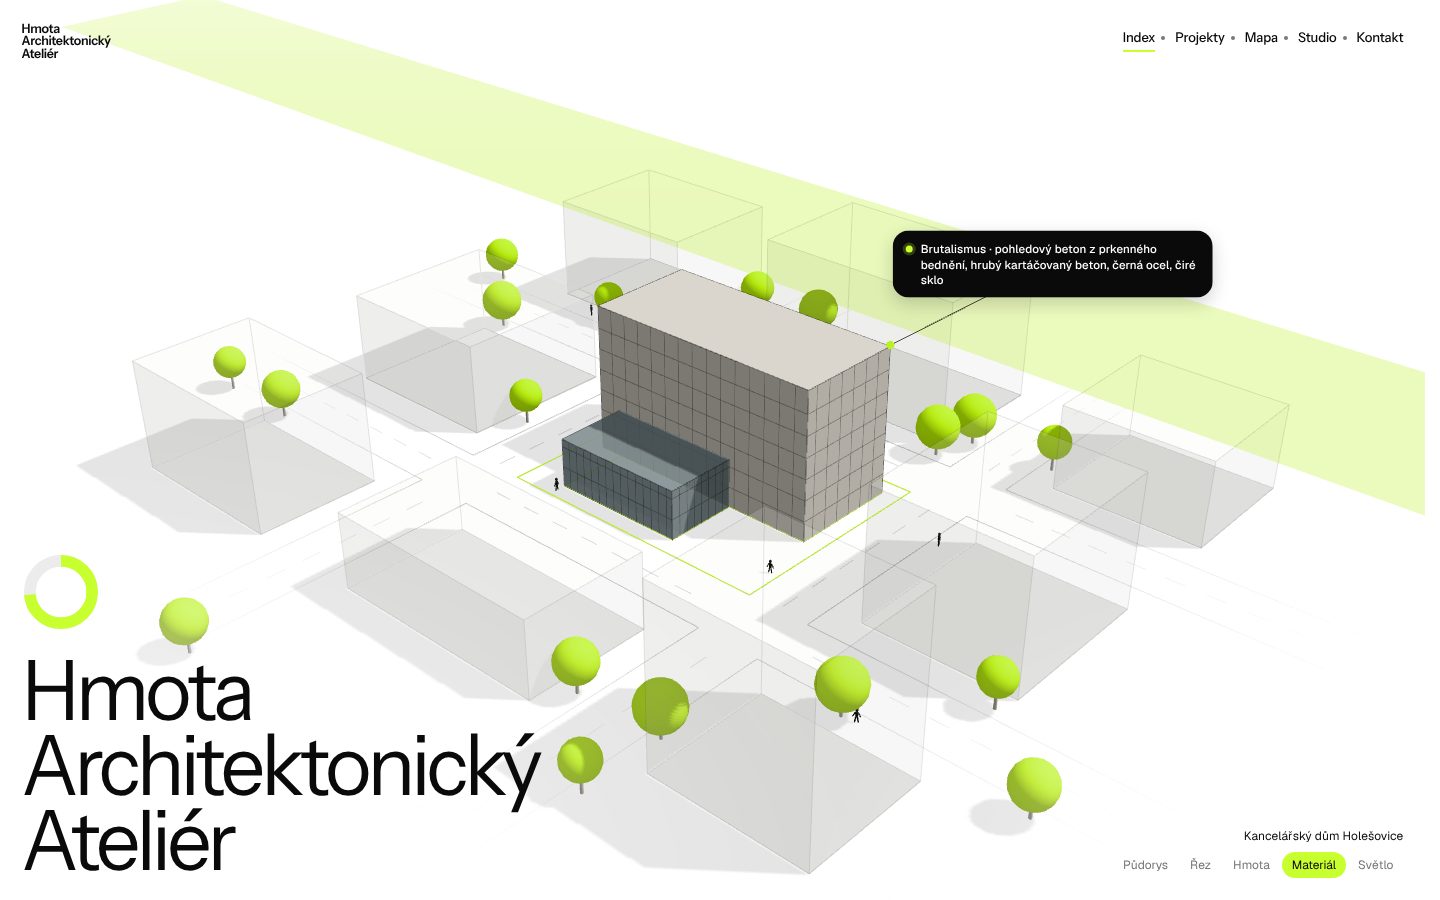 Hmota
Architektonický
Ateliér
Index • Projekty • Mapa • Studio • Kontakt
Brutalismus · pohledový beton z prkenného
bednění, hrubý kartáčovaný beton, černá ocel, čiré
sklo
Hmota
Architektonický
Ateliér
Kancelářský dům Holešovice
Půdorys Řez Hmota Materiál Světlo